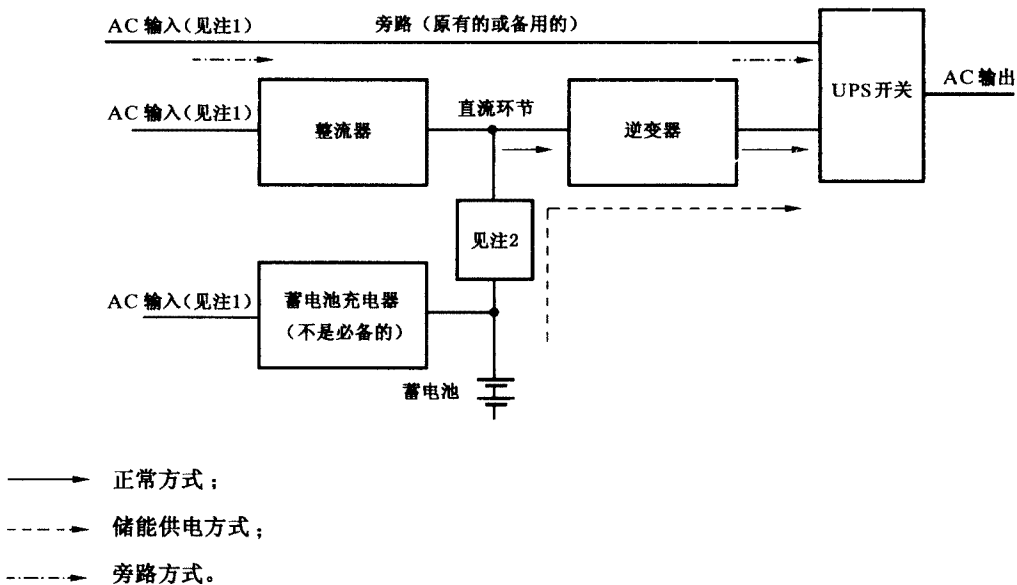 AC 输入(见注1)
旁路（原有的或备用的）
AC 输入(见注1)
整流器
直流环节
逆变器
UPS开关
AC 输出
见注2
AC 输入(见注1)
蓄电池充电器
（不是必备的）
蓄电池
正常方式；
储能供电方式；
旁路方式。